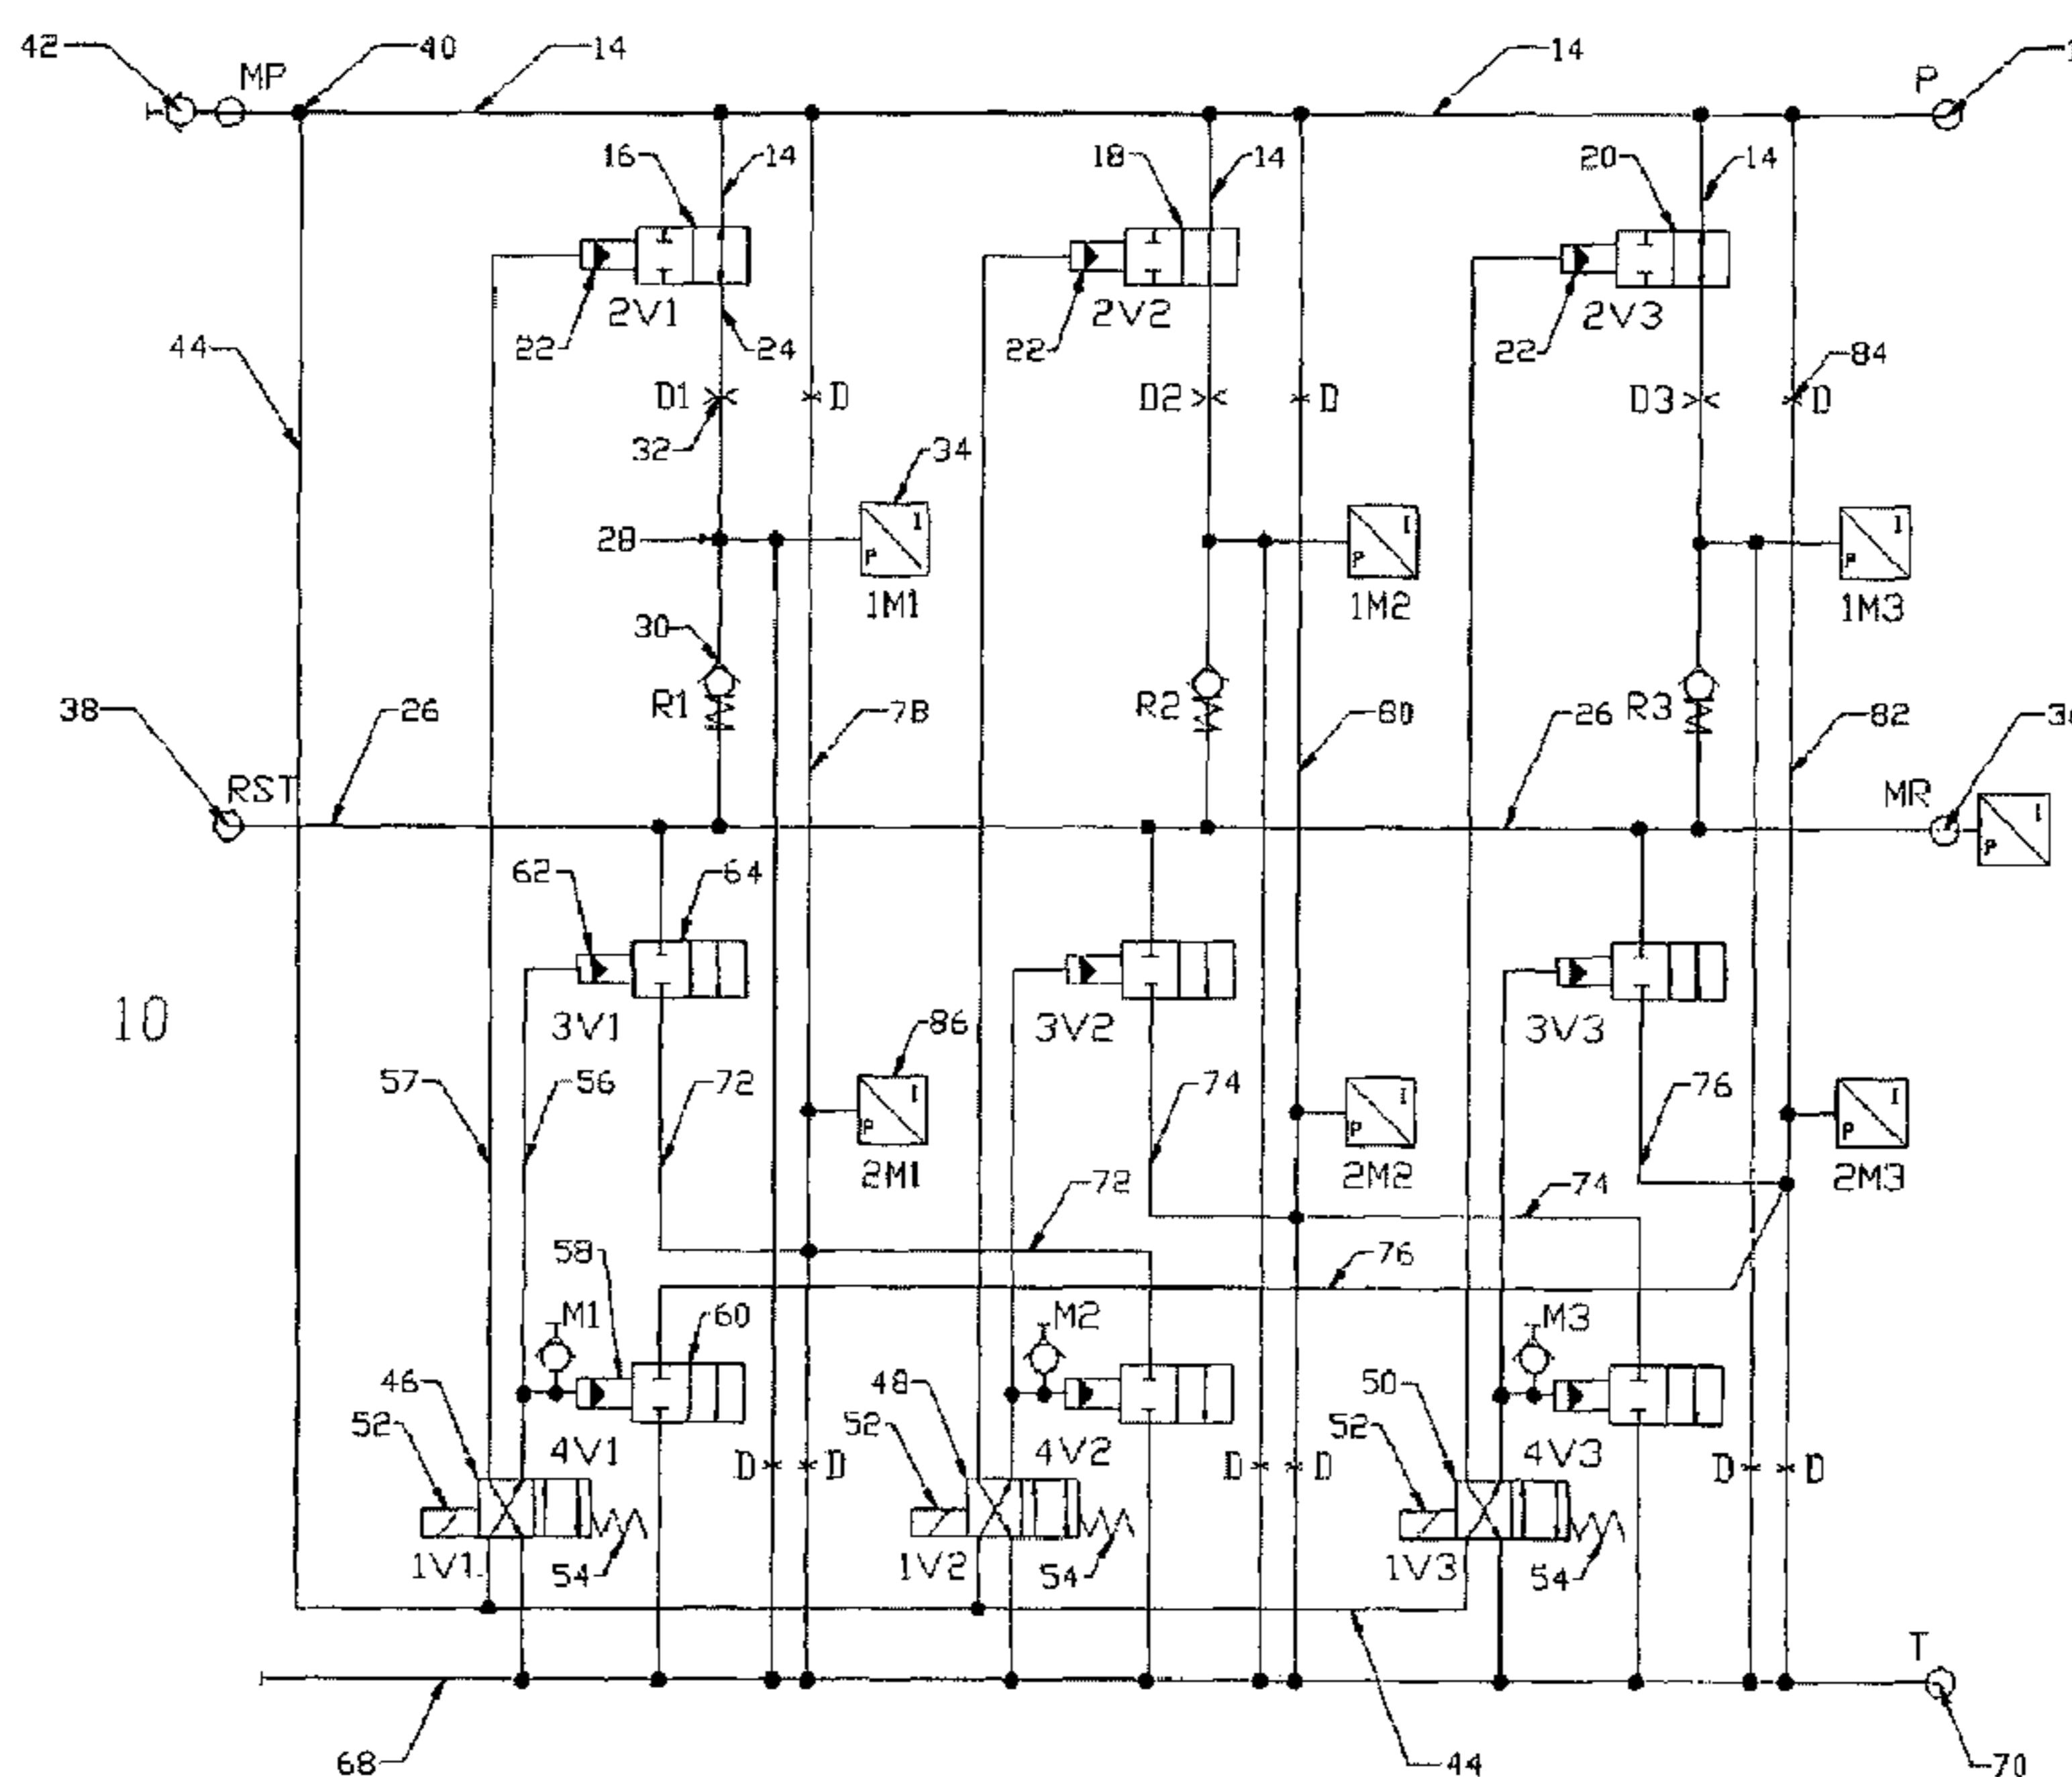 42 MP 40 14 14 P
16 14 18 14 20 14
2V1 2V2 2V3
22 24 22 22
44 84
D1 D D2 D D3 D
32 34
I I I
28
P P P
1M1 1M2 1M3
30
R1 R2 R3
38 26 78 80 26 82
RST MR
I
P
62 64
10
3V1 86 3V2 3V3
57 56 72 I 74 I 76 I
P P P
2M1 2M2 2M3
72 74
58 76
M1 60 M2 M3
46 48 50
52 4V1 D D 52 4V2 D D 52 4V3 D D
1V1 54 1V2 54 1V3 54
T
68 44 70